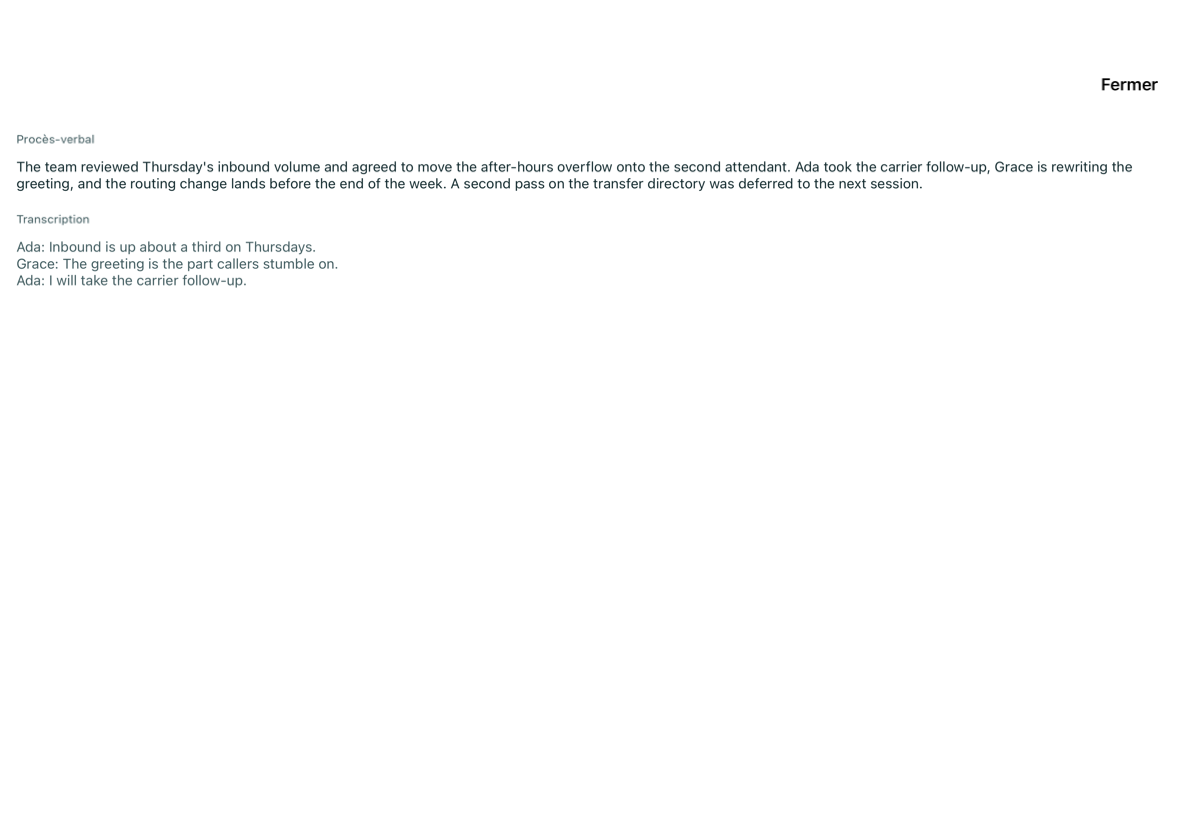 Fermer
Procès-verbal
The team reviewed Thursday's inbound volume and agreed to move the after-hours overflow onto the second attendant. Ada took the carrier follow-up, Grace is rewriting the
greeting, and the routing change lands before the end of the week. A second pass on the transfer directory was deferred to the next session.
Transcription
Ada: Inbound is up about a third on Thursdays.
Grace: The greeting is the part callers stumble on.
Ada: I will take the carrier follow-up.